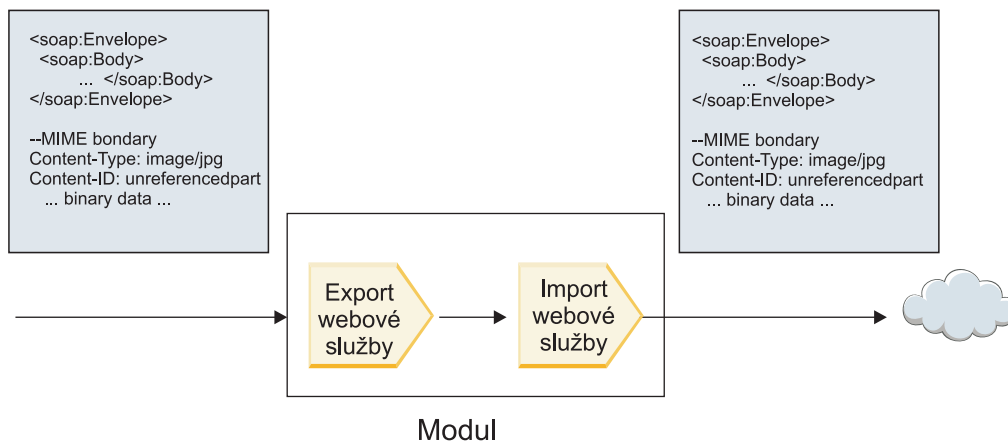 <soap:Envelope>
<soap:Body>
... </soap:Body>
</soap:Envelope>
--MIME bondary
Content-Type: image/jpg
Content-ID: unreferencedpart
... binary data ...
<soap:Envelope>
<soap:Body>
... </soap:Body>
</soap:Envelope>
--MIME bondary
Content-Type: image/jpg
Content-ID: unreferencedpart
... binary data ...
Export
webové
služby
Import
webové
služby
Modul